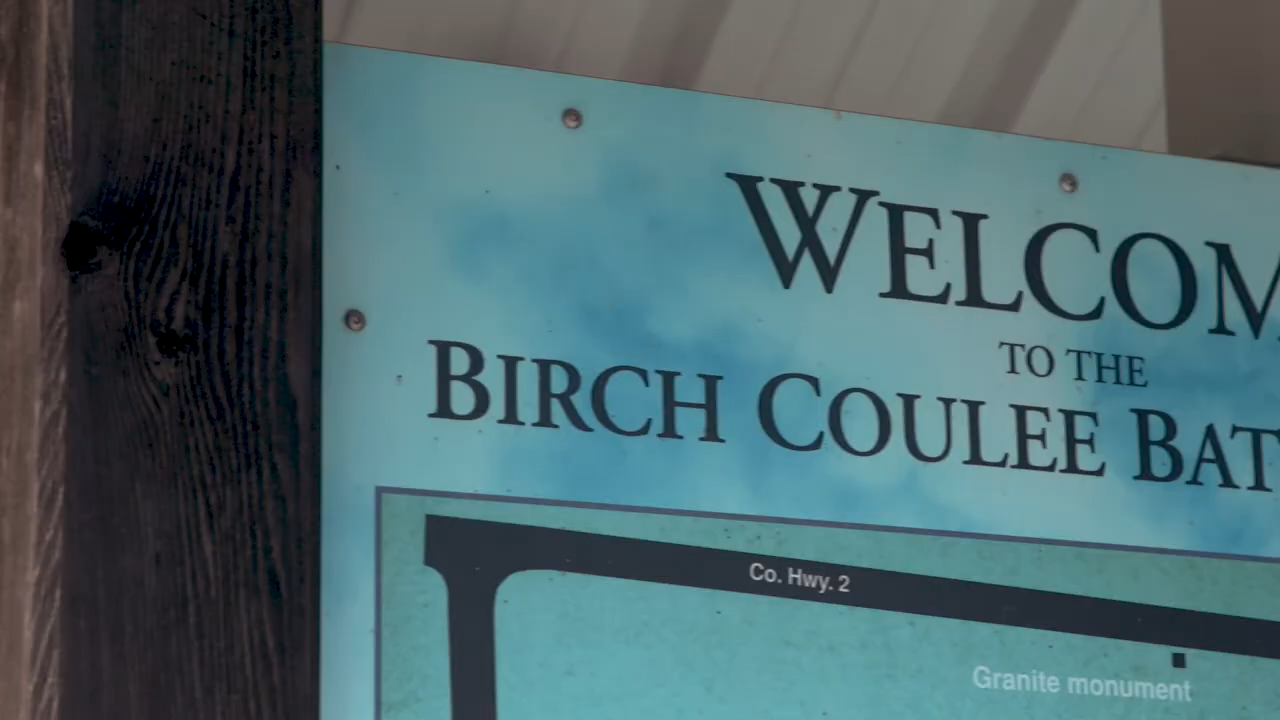 WELCOM
TO THE
BIRCH COULEE BAT
Co. Hwy. 2
Granite monument